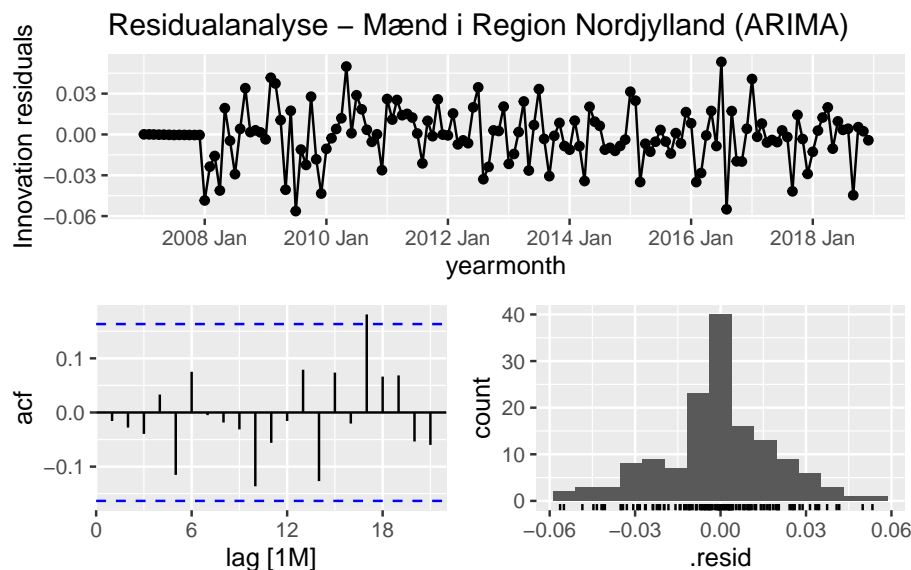 Residualanalyse – Mænd i Region Nordjylland (ARIMA)
Innovation residuals
0.03
0.00
−0.03
−0.06
2008 Jan 2010 Jan 2012 Jan 2014 Jan 2016 Jan 2018 Jan
yearmonth
acf
0.1
0.0
−0.1
0 6 12 18
lag [1M]
count
40
30
20
10
0
−0.06 −0.03 0.00 0.03 0.06
.resid